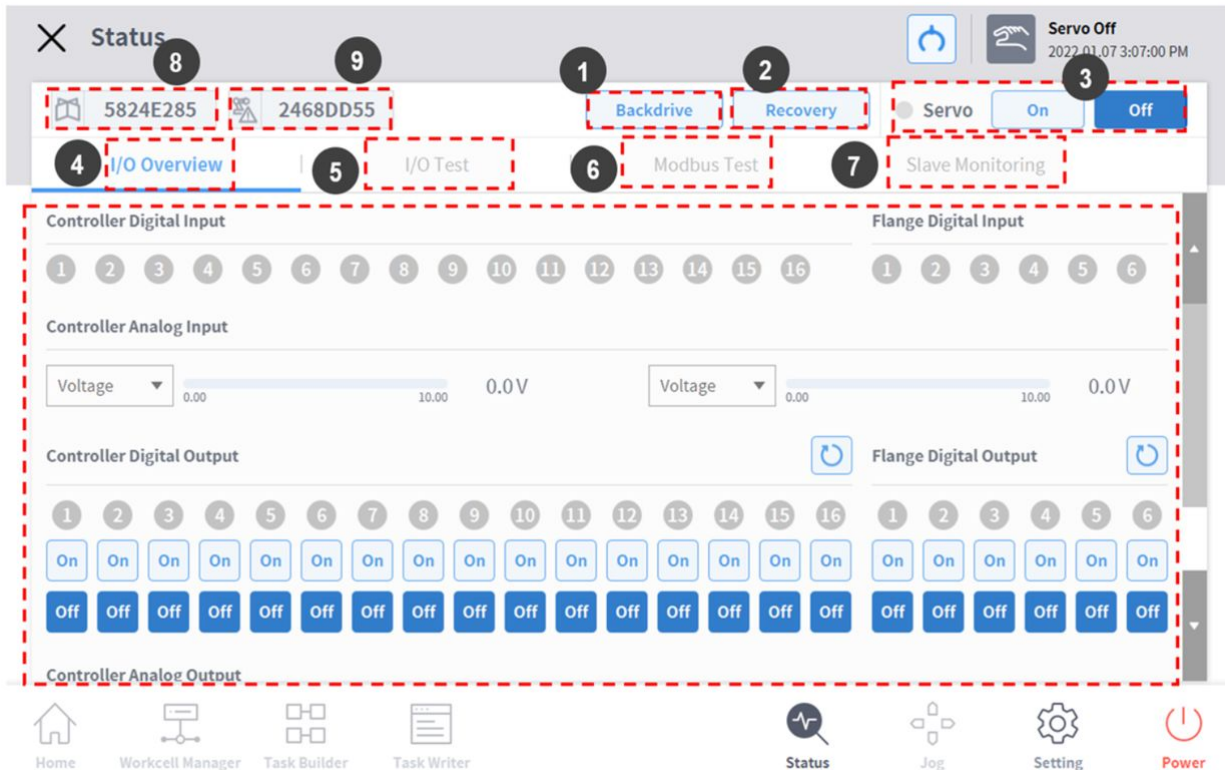 Status
Servo Off
2022.01.07 3:07:00 PM
8
9
1
2
3
5824E285
2468DD55
Backdrive
Recovery
Servo
On
Off
4
I/O Overview
5
I/O Test
6
Modbus Test
7
Slave Monitoring
Controller Digital Input
Flange Digital Input
1 2 3 4 5 6 7 8 9 10 11 12 13 14 15 16
1 2 3 4 5 6
Controller Analog Input
Voltage
0.00
10.00
0.0 V
Voltage
0.00
10.00
0.0 V
Controller Digital Output
Flange Digital Output
1 2 3 4 5 6 7 8 9 10 11 12 13 14 15 16
1 2 3 4 5 6
On On On On On On On On On On On On On On On On
On On On On On On
Off Off Off Off Off Off Off Off Off Off Off Off Off Off Off Off
Off Off Off Off Off Off
Controller Analog Output
Home
Workcell Manager
Task Builder
Task Writer
Status
Jog
Setting
Power